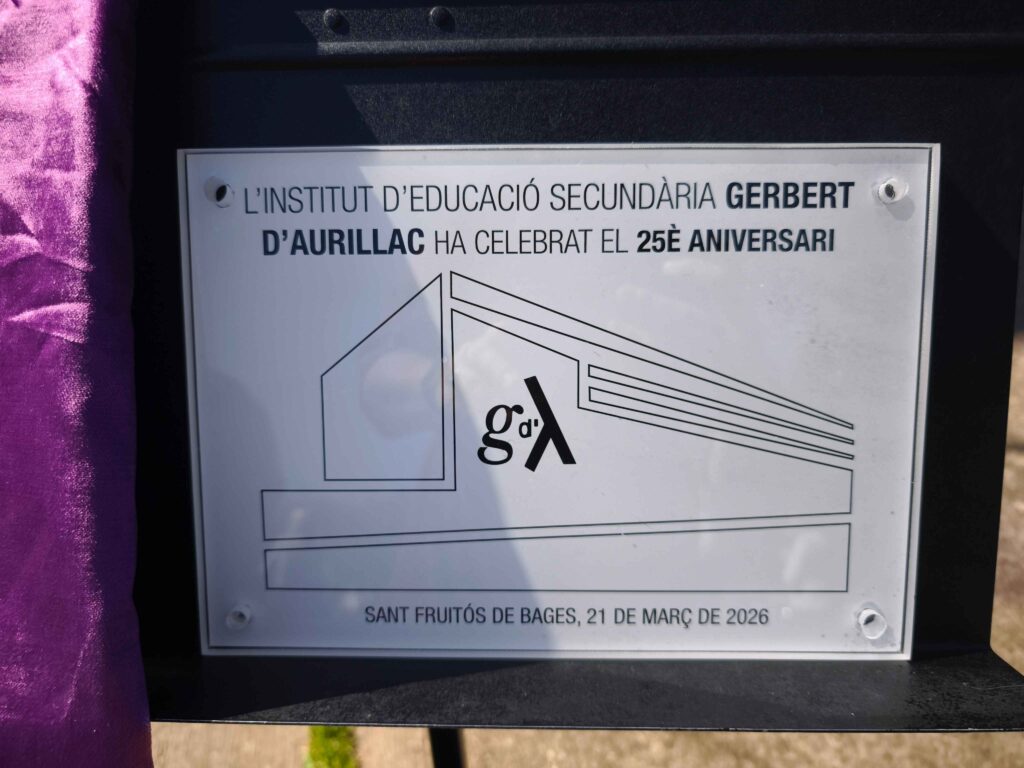 L'INSTITUT D'EDUCACIÓ SECUNDÀRIA GERBERT
D'AURILLAC HA CELEBRAT EL 25È ANIVERSARI
g d'λ
SANT FRUITÓS DE BAGES, 21 DE MARÇ DE 2026